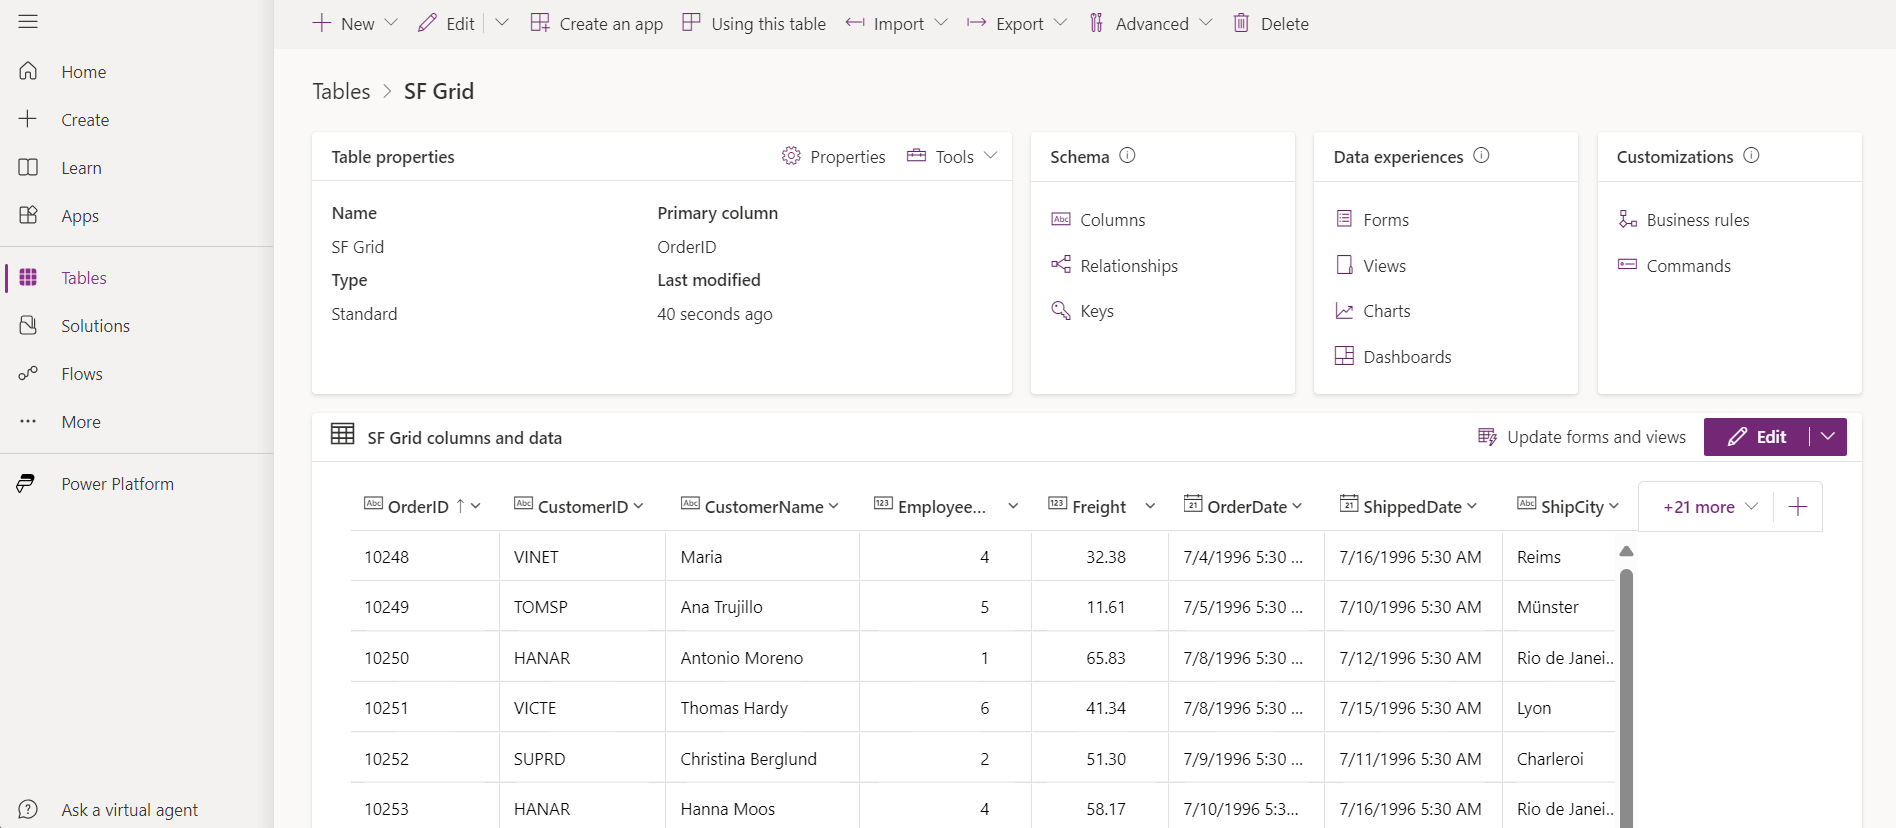 New Edit Create an app Using this table Import Export Advanced Delete
Home
Create
Learn
Apps
Tables
Solutions
Flows
More
Power Platform
Ask a virtual agent
Tables > SF Grid
Table properties Properties Tools
Name Primary column
SF Grid OrderID
Type Last modified
Standard 40 seconds ago
Schema
Columns
Relationships
Keys
Data experiences
Forms
Views
Charts
Dashboards
Customizations
Business rules
Commands
SF Grid columns and data Update forms and views Edit
Abc OrderID ↑ Abc CustomerID Abc CustomerName 123 Employee... 123 Freight 21 OrderDate 21 ShippedDate Abc ShipCity +21 more
10248 VINET Maria 4 32.38 7/4/1996 5:30 ... 7/16/1996 5:30 AM Reims
10249 TOMSP Ana Trujillo 5 11.61 7/5/1996 5:30 ... 7/10/1996 5:30 AM Münster
10250 HANAR Antonio Moreno 1 65.83 7/8/1996 5:30 ... 7/12/1996 5:30 AM Rio de Janei..
10251 VICTE Thomas Hardy 6 41.34 7/8/1996 5:30 ... 7/15/1996 5:30 AM Lyon
10252 SUPRD Christina Berglund 2 51.30 7/9/1996 5:30 ... 7/11/1996 5:30 AM Charleroi
10253 HANAR Hanna Moos 4 58.17 7/10/1996 5:3... 7/16/1996 5:30 AM Rio de Janei..